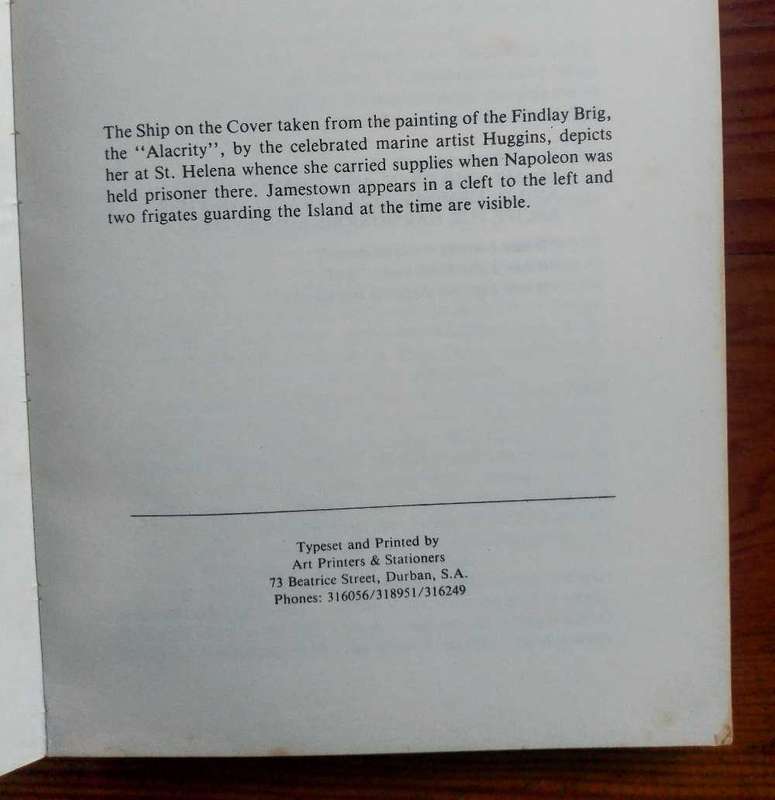 The Ship on the Cover taken from the painting of the Findlay Brig,
the “Alacrity”, by the celebrated marine artist Huggins, depicts
her at St. Helena whence she carried supplies when Napoleon was
held prisoner there. Jamestown appears in a cleft to the left and
two frigates guarding the Island at the time are visible.
Typeset and Printed by
Art Printers & Stationers
73 Beatrice Street, Durban, S.A.
Phones: 316056/318951/316249